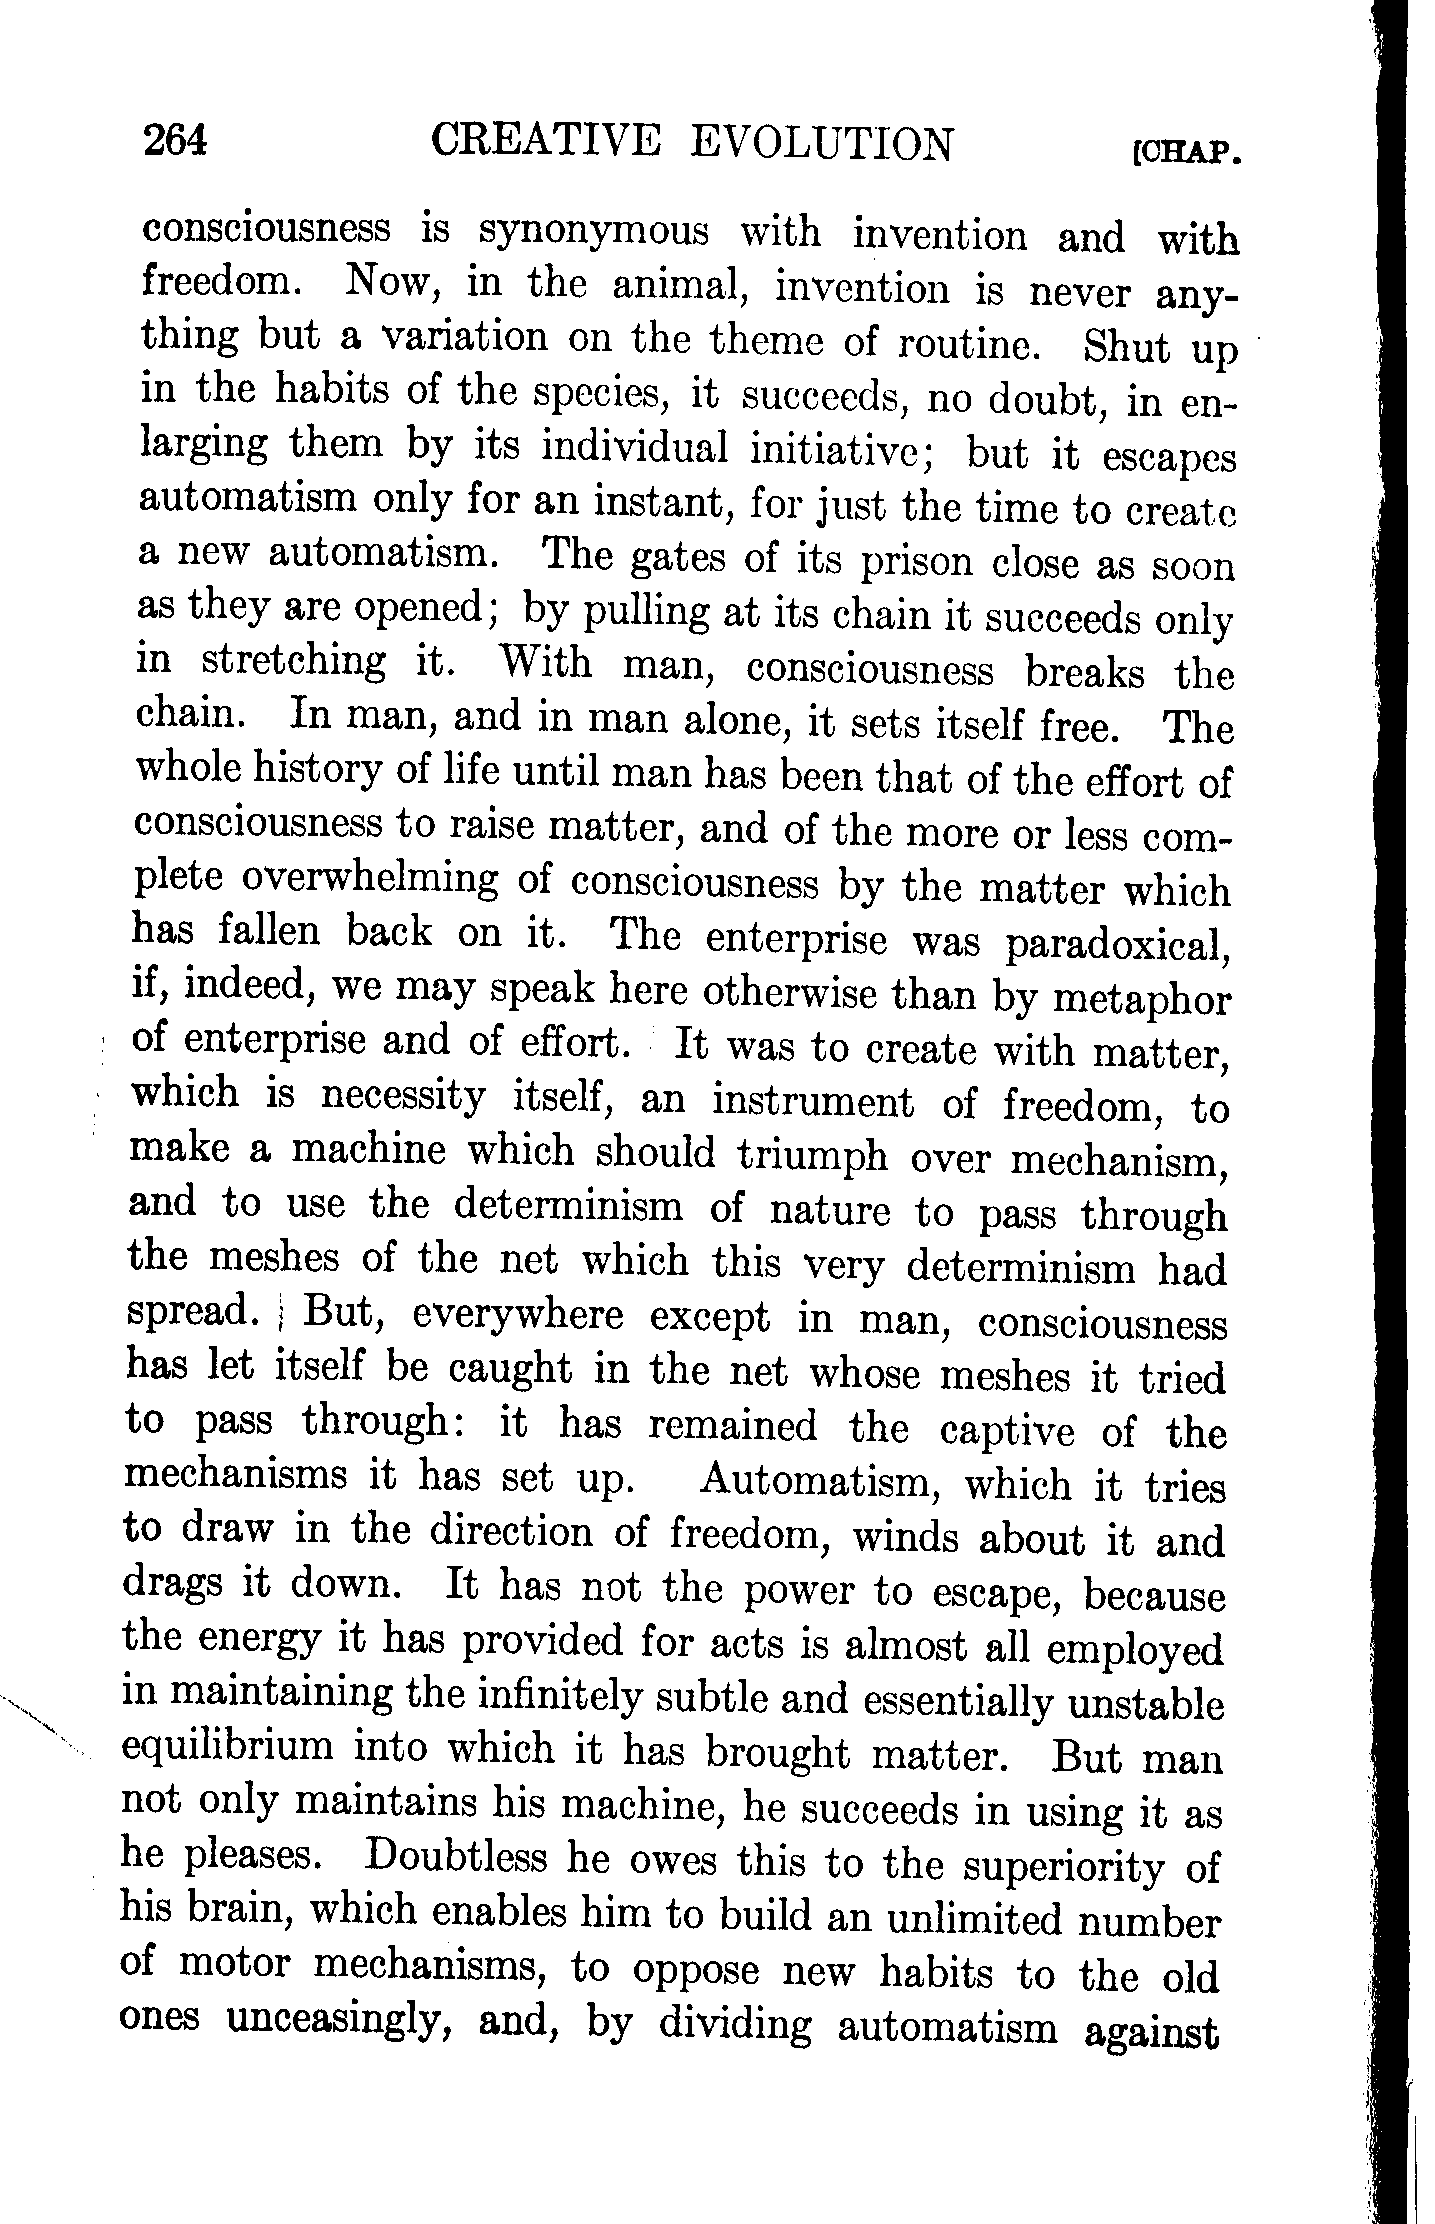 264 CREATIVE EVOLUTION [CHAP.
consciousness is synonymous with invention and with
freedom. Now, in the animal, invention is never any-
thing but a variation on the theme of routine. Shut up
in the habits of the species, it succeeds, no doubt, in en-
larging them by its individual initiative; but it escapes
automatism only for an instant, for just the time to create
a new automatism. The gates of its prison close as soon
as they are opened; by pulling at its chain it succeeds only
in stretching it. With man, consciousness breaks the
chain. In man, and in man alone, it sets itself free. The
whole history of life until man has been that of the effort of
consciousness to raise matter, and of the more or less com-
plete overwhelming of consciousness by the matter which
has fallen back on it. The enterprise was paradoxical,
if, indeed, we may speak here otherwise than by metaphor
of enterprise and of effort. It was to create with matter,
which is necessity itself, an instrument of freedom, to
make a machine which should triumph over mechanism,
and to use the determinism of nature to pass through
the meshes of the net which this very determinism had
spread. But, everywhere except in man, consciousness
has let itself be caught in the net whose meshes it tried
to pass through: it has remained the captive of the
mechanisms it has set up. Automatism, which it tries
to draw in the direction of freedom, winds about it and
drags it down. It has not the power to escape, because
the energy it has provided for acts is almost all employed
in maintaining the infinitely subtle and essentially unstable
equilibrium into which it has brought matter. But man
not only maintains his machine, he succeeds in using it as
he pleases. Doubtless he owes this to the superiority of
his brain, which enables him to build an unlimited number
of motor mechanisms, to oppose new habits to the old
ones unceasingly, and, by dividing automatism against